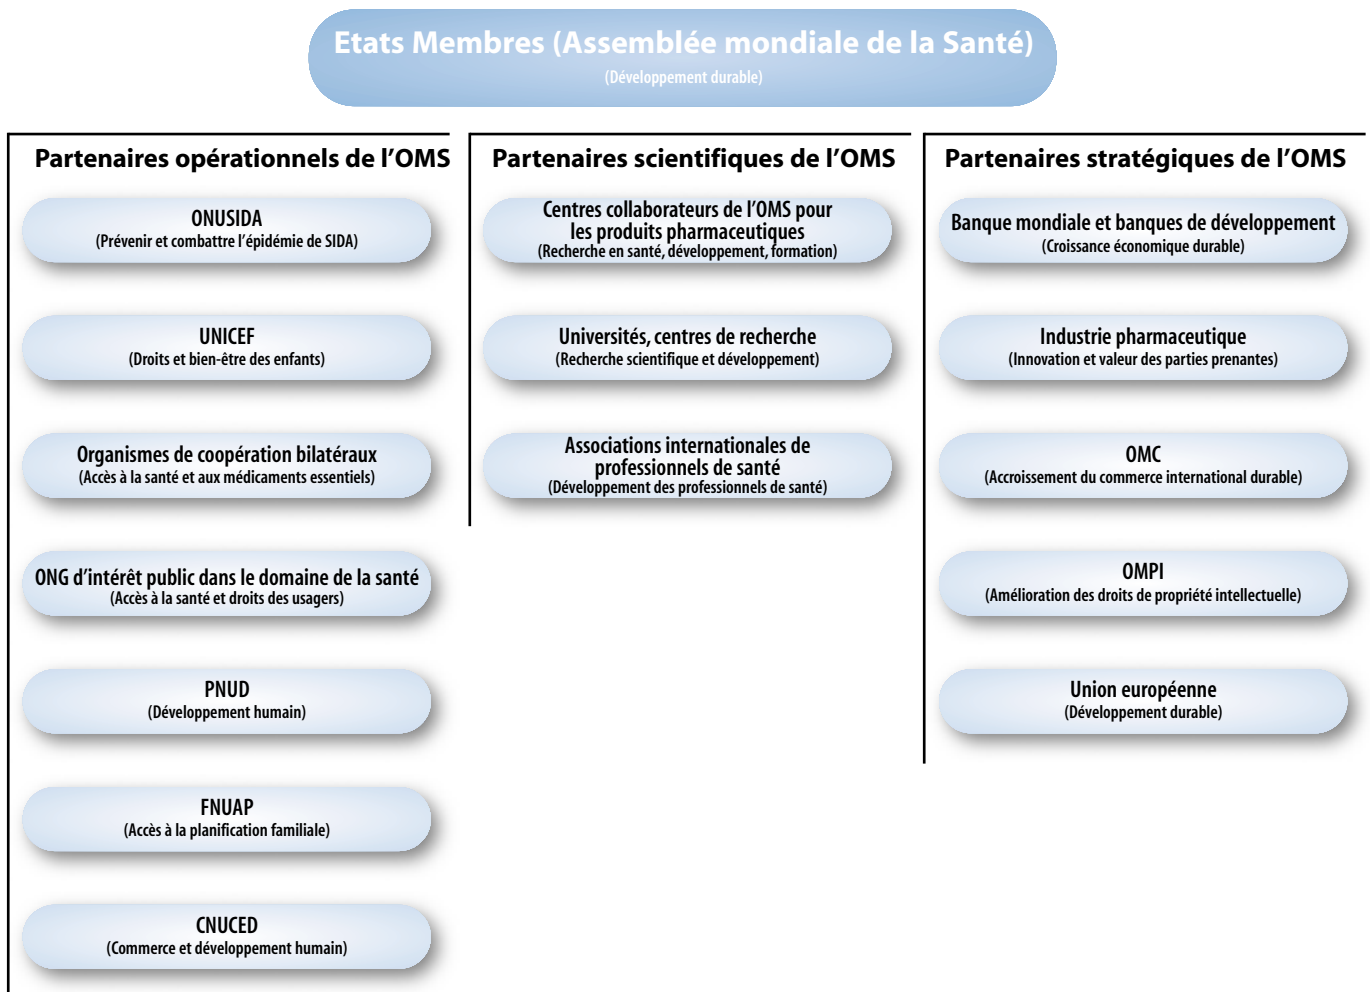 Etats Membres (Assemblée mondiale de la Santé)
(Développement durable)
Partenaires opérationnels de l’OMS
ONUSIDA
(Prévenir et combattre l’épidémie de SIDA)
UNICEF
(Droits et bien-être des enfants)
Organismes de coopération bilatéraux
(Accès à la santé et aux médicaments essentiels)
ONG d’intérêt public dans le domaine de la santé
(Accès à la santé et droits des usagers)
PNUD
(Développement humain)
FNUAP
(Accès à la planification familiale)
CNUCED
(Commerce et développement humain)
Partenaires scientifiques de l’OMS
Centres collaborateurs de l’OMS pour
les produits pharmaceutiques
(Recherche en santé, développement, formation)
Universités, centres de recherche
(Recherche scientifique et développement)
Associations internationales de
professionnels de santé
(Développement des professionnels de santé)
Partenaires stratégiques de l’OMS
Banque mondiale et banques de développement
(Croissance économique durable)
Industrie pharmaceutique
(Innovation et valeur des parties prenantes)
OMC
(Accroissement du commerce international durable)
OMPI
(Amélioration des droits de propriété intellectuelle)
Union européenne
(Développement durable)